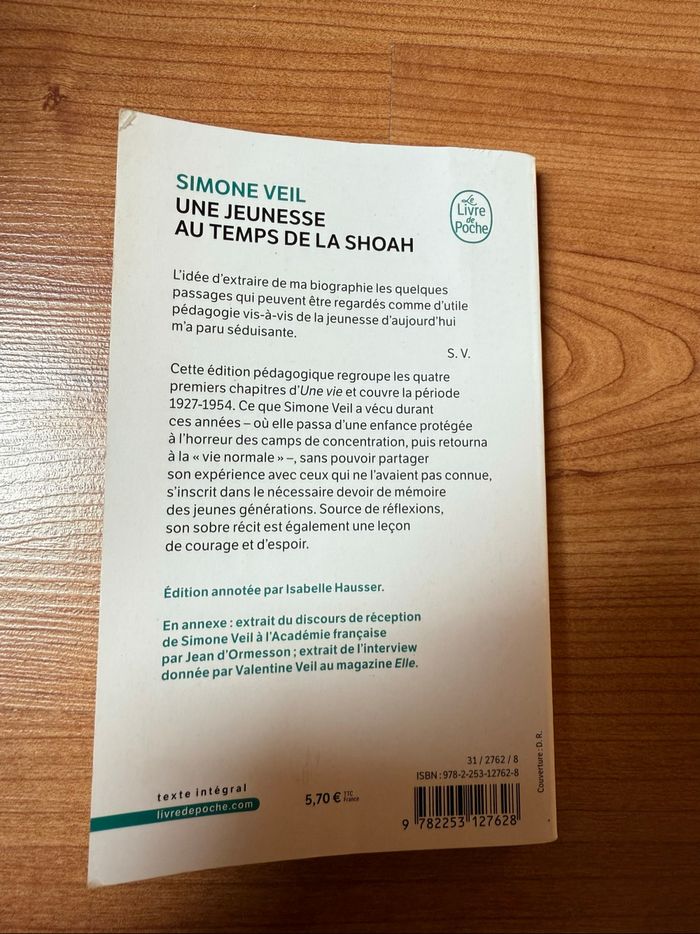 SIMONE VEIL
UNE JEUNESSE
AU TEMPS DE LA SHOAH
Le
Livre
de
Poche
L'idée d'extraire de ma biographie les quelques
passages qui peuvent être regardés comme d'utile
pédagogie vis-à-vis de la jeunesse d'aujourd'hui
m'a paru séduisante.
S. V.
Cette édition pédagogique regroupe les quatre
premiers chapitres d'Une vie et couvre la période
1927-1954. Ce que Simone Veil a vécu durant
ces années – où elle passa d'une enfance protégée
à l'horreur des camps de concentration, puis retourna
à la « vie normale » –, sans pouvoir partager
son expérience avec ceux qui ne l'avaient pas connue,
s'inscrit dans le nécessaire devoir de mémoire
des jeunes générations. Source de réflexions,
son sobre récit est également une leçon
de courage et d'espoir.
Édition annotée par Isabelle Hausser.
En annexe : extrait du discours de réception
de Simone Veil à l'Académie française
par Jean d'Ormesson ; extrait de l'interview
donnée par Valentine Veil au magazine Elle.
texte intégral
livredepoche.com
5,70 € TTC
France
31 / 2762 / 8
ISBN : 978-2-253-12762-8
9 782253 127628
Couverture : D. R.